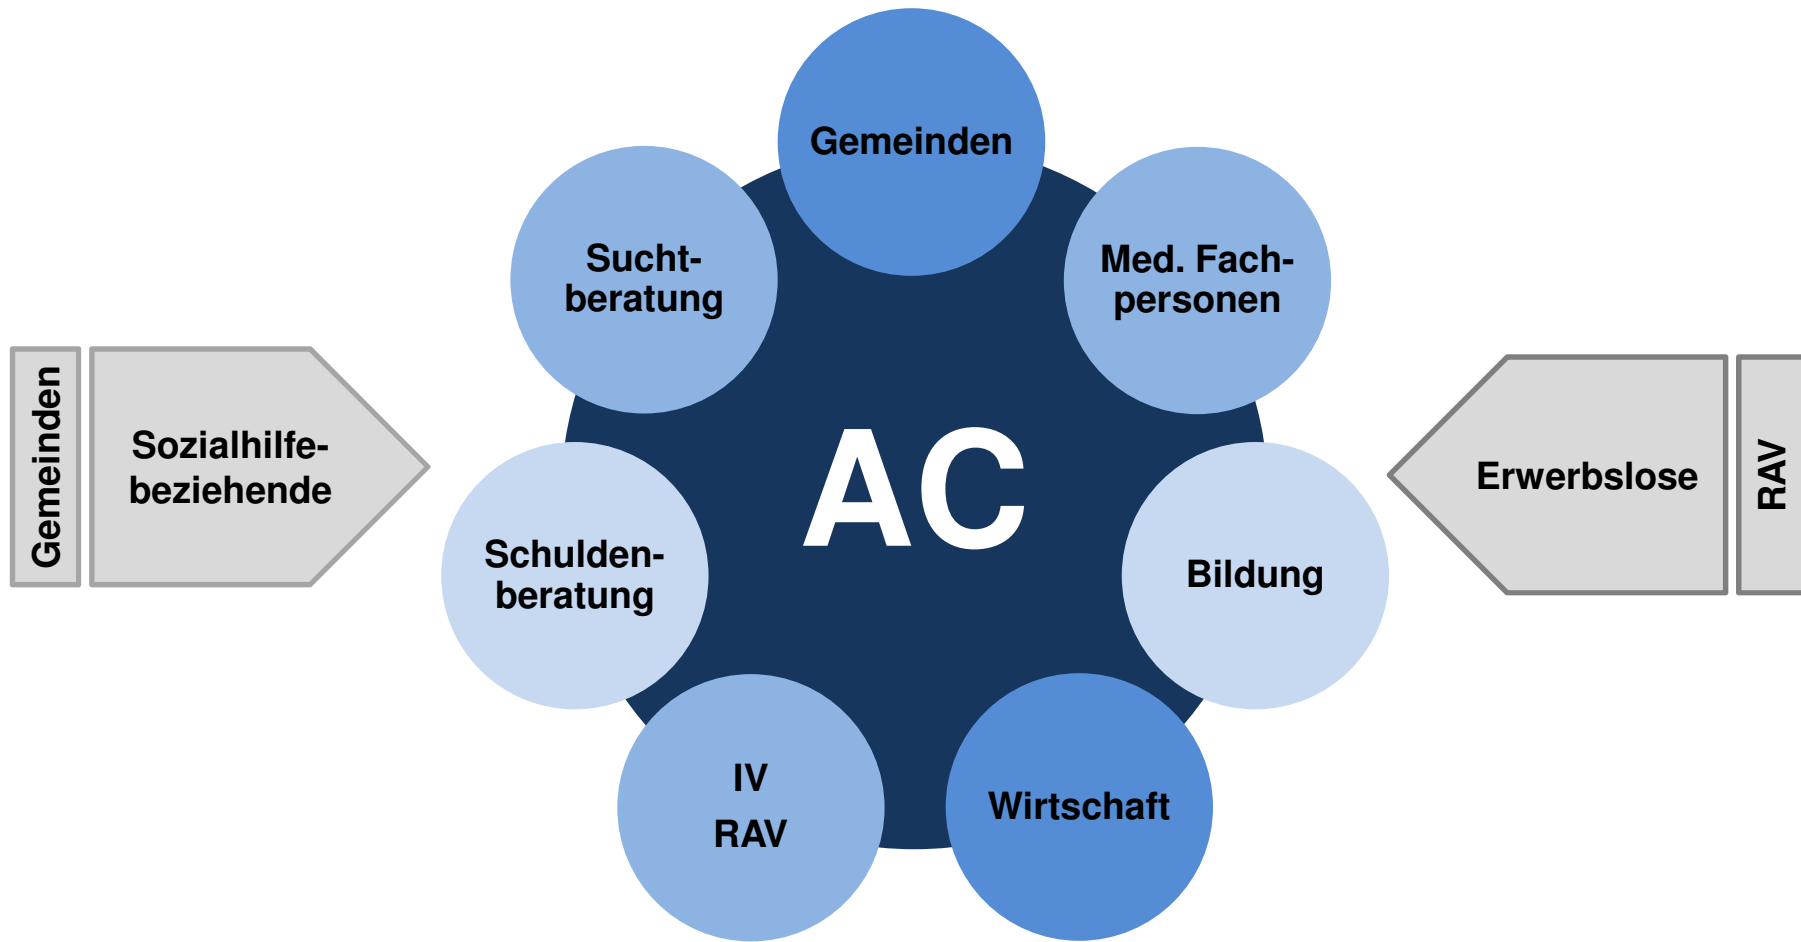 Gemeinden
Sucht-
beratung
Med. Fach-
personen
Gemeinden
Sozialhilfe-
beziehende
AC
Erwerbslose
RAV
Schulden-
beratung
Bildung
IV
RAV
Wirtschaft